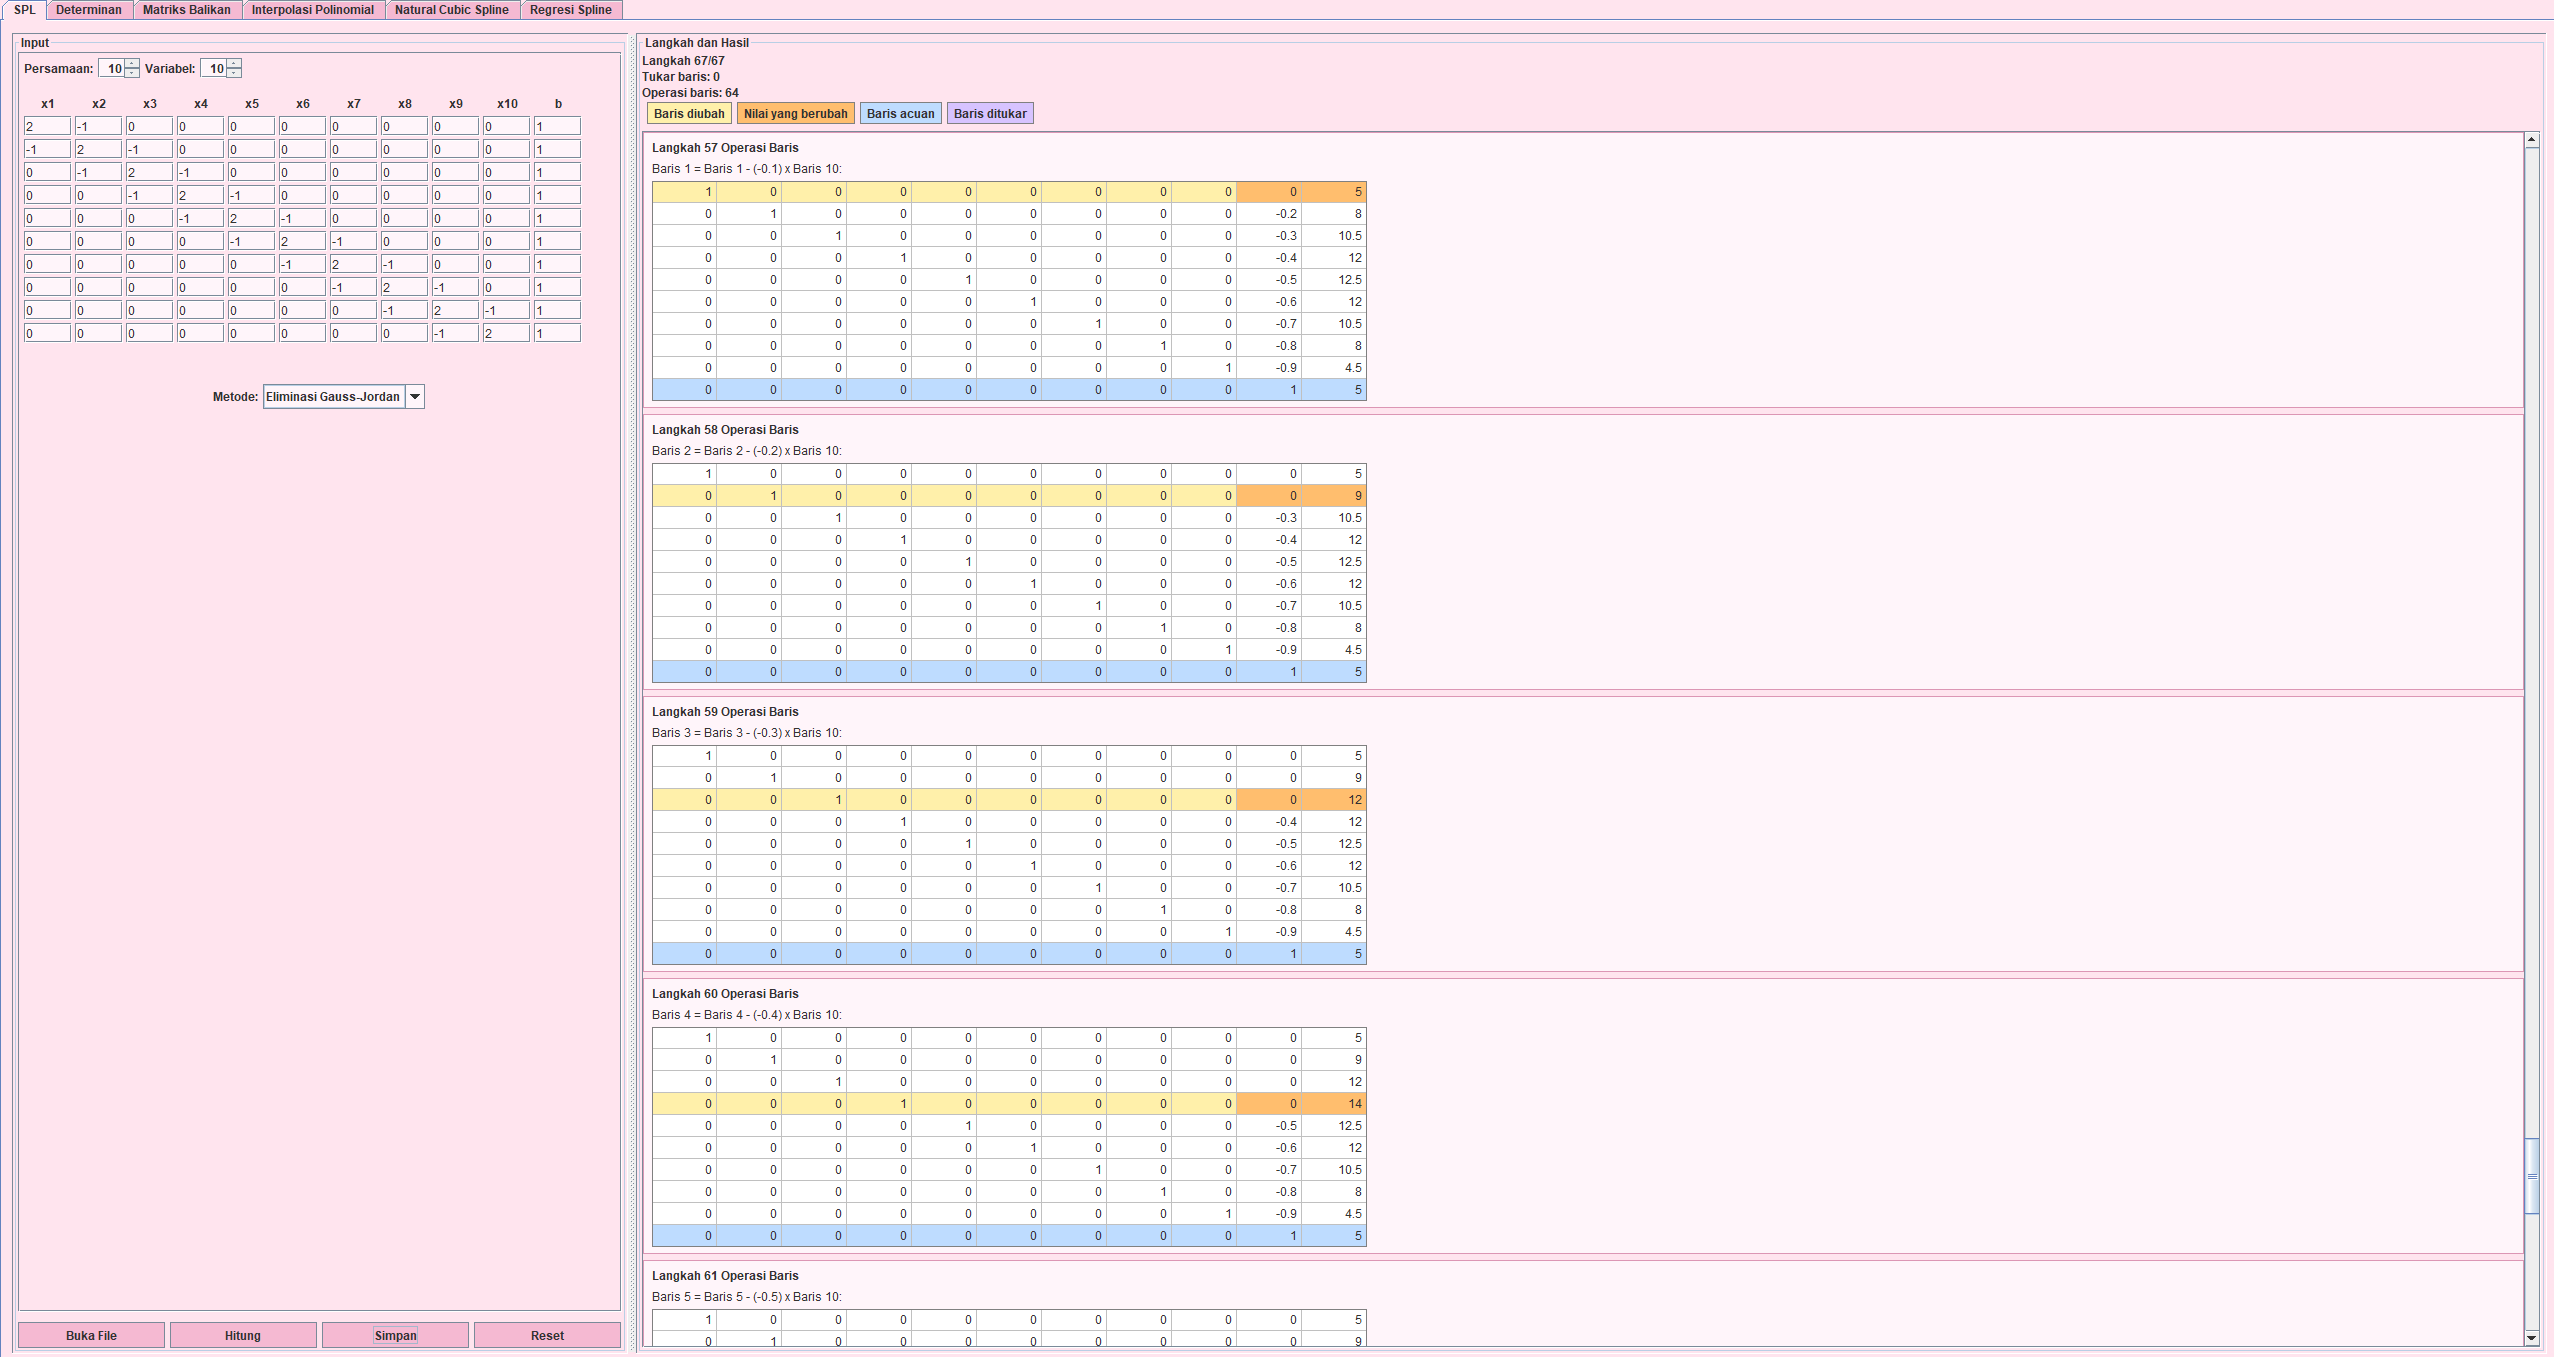 SPL Determinan Matriks Balikan Interpolasi Polinomial Natural Cubic Spline Regresi Spline
Input
Persamaan: 10 Variabel: 10
x1 x2 x3 x4 x5 x6 x7 x8 x9 x10 b
2 -1 0 0 0 0 0 0 0 0 1
-1 2 -1 0 0 0 0 0 0 0 1
0 -1 2 -1 0 0 0 0 0 0 1
0 0 -1 2 -1 0 0 0 0 0 1
0 0 0 -1 2 -1 0 0 0 0 1
0 0 0 0 -1 2 -1 0 0 0 1
0 0 0 0 0 -1 2 -1 0 0 1
0 0 0 0 0 0 -1 2 -1 0 1
0 0 0 0 0 0 0 -1 2 -1 1
0 0 0 0 0 0 0 0 -1 2 1
Metode: Eliminasi Gauss-Jordan
Buka File Hitung Simpan Reset
Langkah dan Hasil
Langkah 67/67
Tukar baris: 0
Operasi baris: 64
Baris diubah Nilai yang berubah Baris acuan Baris ditukar
Langkah 57 Operasi Baris
Baris 1 = Baris 1 - (-0.1) x Baris 10:
1 0 0 0 0 0 0 0 0 0 5
0 1 0 0 0 0 0 0 0 -0.2 8
0 0 1 0 0 0 0 0 0 -0.3 10.5
0 0 0 1 0 0 0 0 0 -0.4 12
0 0 0 0 1 0 0 0 0 -0.5 12.5
0 0 0 0 0 1 0 0 0 -0.6 12
0 0 0 0 0 0 1 0 0 -0.7 10.5
0 0 0 0 0 0 0 1 0 -0.8 8
0 0 0 0 0 0 0 0 1 -0.9 4.5
0 0 0 0 0 0 0 0 0 1 5
Langkah 58 Operasi Baris
Baris 2 = Baris 2 - (-0.2) x Baris 10:
1 0 0 0 0 0 0 0 0 0 5
0 1 0 0 0 0 0 0 0 0 9
0 0 1 0 0 0 0 0 0 -0.3 10.5
0 0 0 1 0 0 0 0 0 -0.4 12
0 0 0 0 1 0 0 0 0 -0.5 12.5
0 0 0 0 0 1 0 0 0 -0.6 12
0 0 0 0 0 0 1 0 0 -0.7 10.5
0 0 0 0 0 0 0 1 0 -0.8 8
0 0 0 0 0 0 0 0 1 -0.9 4.5
0 0 0 0 0 0 0 0 0 1 5
Langkah 59 Operasi Baris
Baris 3 = Baris 3 - (-0.3) x Baris 10:
1 0 0 0 0 0 0 0 0 0 5
0 1 0 0 0 0 0 0 0 0 9
0 0 1 0 0 0 0 0 0 0 12
0 0 0 1 0 0 0 0 0 -0.4 12
0 0 0 0 1 0 0 0 0 -0.5 12.5
0 0 0 0 0 1 0 0 0 -0.6 12
0 0 0 0 0 0 1 0 0 -0.7 10.5
0 0 0 0 0 0 0 1 0 -0.8 8
0 0 0 0 0 0 0 0 1 -0.9 4.5
0 0 0 0 0 0 0 0 0 1 5
Langkah 60 Operasi Baris
Baris 4 = Baris 4 - (-0.4) x Baris 10:
1 0 0 0 0 0 0 0 0 0 5
0 1 0 0 0 0 0 0 0 0 9
0 0 1 0 0 0 0 0 0 0 12
0 0 0 1 0 0 0 0 0 0 14
0 0 0 0 1 0 0 0 0 -0.5 12.5
0 0 0 0 0 1 0 0 0 -0.6 12
0 0 0 0 0 0 1 0 0 -0.7 10.5
0 0 0 0 0 0 0 1 0 -0.8 8
0 0 0 0 0 0 0 0 1 -0.9 4.5
0 0 0 0 0 0 0 0 0 1 5
Langkah 61 Operasi Baris
Baris 5 = Baris 5 - (-0.5) x Baris 10:
1 0 0 0 0 0 0 0 0 0 5
0 1 0 0 0 0 0 0 0 0 9